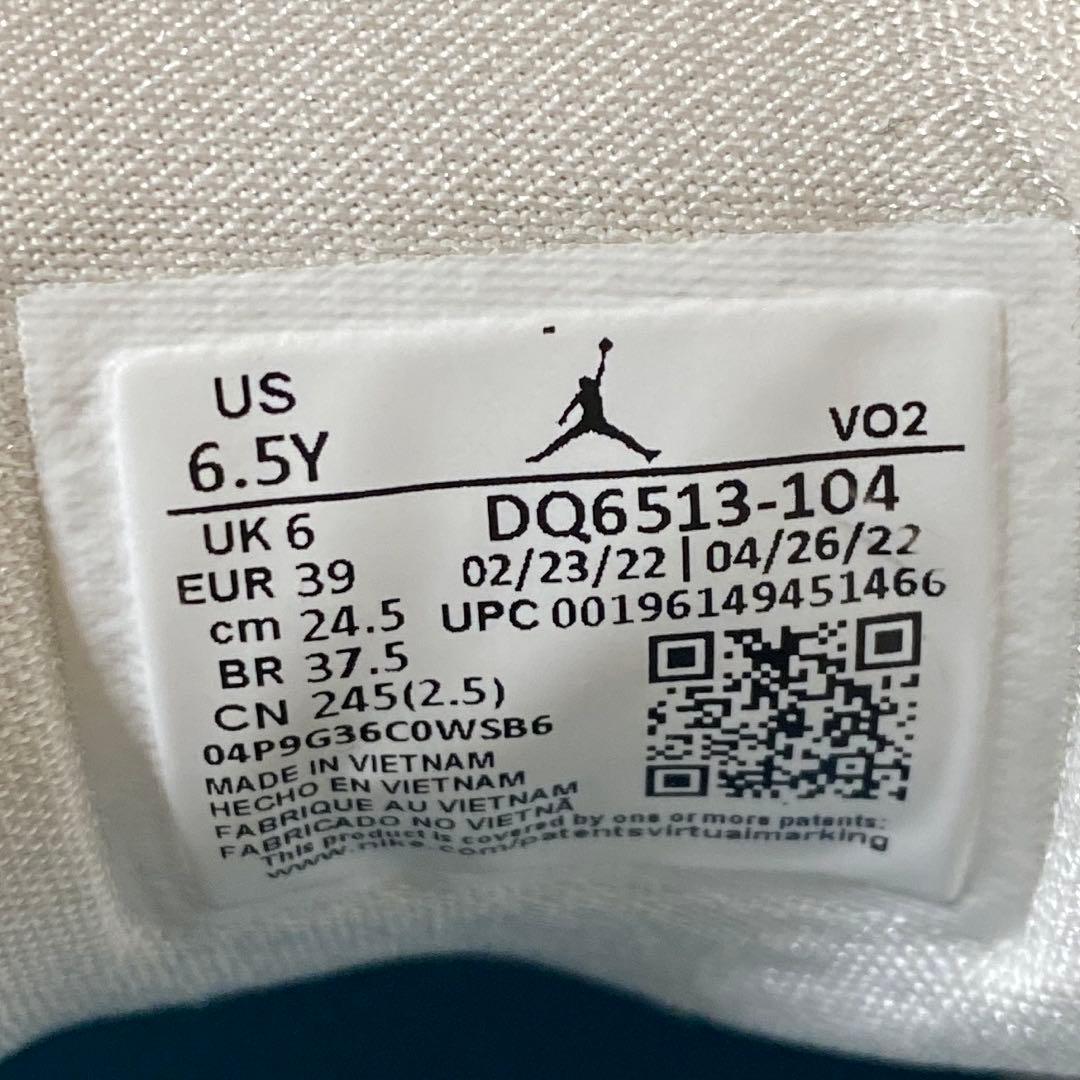 US
6.5Y
VO2
UK 6
EUR 39
cm 24.5
BR 37.5
CN 245(2.5)
DQ6513-104
02/23/22 | 04/26/22
UPC 00196149451466
04P9G36C0WSB6
MADE IN VIETNAM
HECHO EN VIETNAM
FABRIQUE AU VIETNAM
FABRICADO NO VIETNÃ
This product is covered by one or more patents:
www.nike.com/patentsvirtualmarking